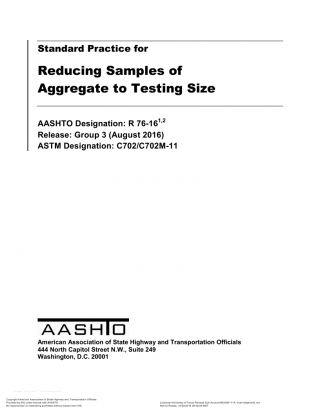 Standard Practice for
Reducing Samples of
Aggregate to Testing Size
AASHTO Designation: R 76-16¹,²
Release: Group 3 (August 2016)
ASTM Designation: C702/C702M-11
AASHTO
American Association of State Highway and Transportation Officials
444 North Capitol Street N.W., Suite 249
Washington, D.C. 20001